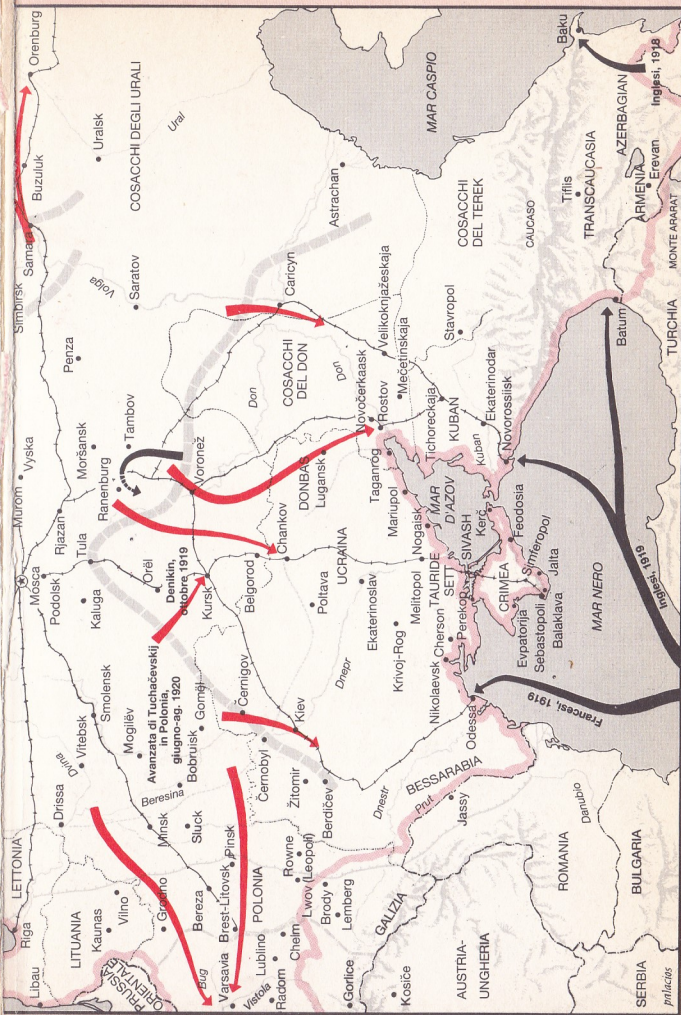 Orenburg
Buzuluk
Uralsk
COSACCHI DEGLI URALI
Ural
Samara
Simbirsk
Volga
Saratov
Astrachan
MAR CASPIO
Baku
Inglesi, 1918
AZERBAGIAN
ARMENIA
Erevan
Tiflis
TRANSCAUCASIA
MONTE ARARAT
CAUCASO
COSACCHI
DEL TEREK
Caricyn
Penza
Velikoknjažeskaja
Stavropol
Batum
TURCHIA
COSACCHI
DEL DON
Don
Don
Mečetinskaja
Novočerkaask
Rostov
Tichoreckaja
KUBAN
Ekaterinodar
Kuban
Novorossiisk
Vyska
Moršansk
Tambov
Murom
Ranenburg
Voronež
Rjazan
DONBAS
Lugansk
Taganrog
Mariupol
MAR
D'AZOV
Kerč
Feodosia
Mosca
Podolsk
Tula
Kaluga
Orël
Denikin,
ottobre 1919
Kursk
Belgorod
Chankov
UCRAINA
Poltava
Nogaisk
Melitopol
TAURIDE
SETT.
SIVASH
Perekop
CRIMEA
Simferopol
Jalta
Evpatorija
Sebastopoli
Balaklava
MAR NERO
Inglesi, 1919
Ekaterinoslav
Krivoj-Rog
Cherson
Nikolaevsk
Dnepr
Smolensk
Vitebsk
Mogilëv
Avanzata di Tuchačevskij
in Polonia,
giugno-ag. 1920
Goměl
Bobruisk
Černigov
Kiev
Černobyl
Žitomir
Berdičev
Odessa
Francesi, 1919
BESSARABIA
Dnestr
Prut
Jassy
Dvina
Drissa
Beresina
Minsk
Sluck
Pinsk
Rowne
Lwov (Leopoli)
LETTONIA
Riga
Libau
LITUANIA
Kaunas
Vilno
Grodno
Bereza
Brest-Litovsk
POLONIA
PRUSSIA
ORIENTALE
Bug
Varsavia
Vistola
Lublino
Radom
Chelm
Brody
Lemberg
GALIZIA
Gorlice
Kosiče
AUSTRIA-
UNGHERIA
ROMANIA
Danubio
BULGARIA
SERBIA
palacios